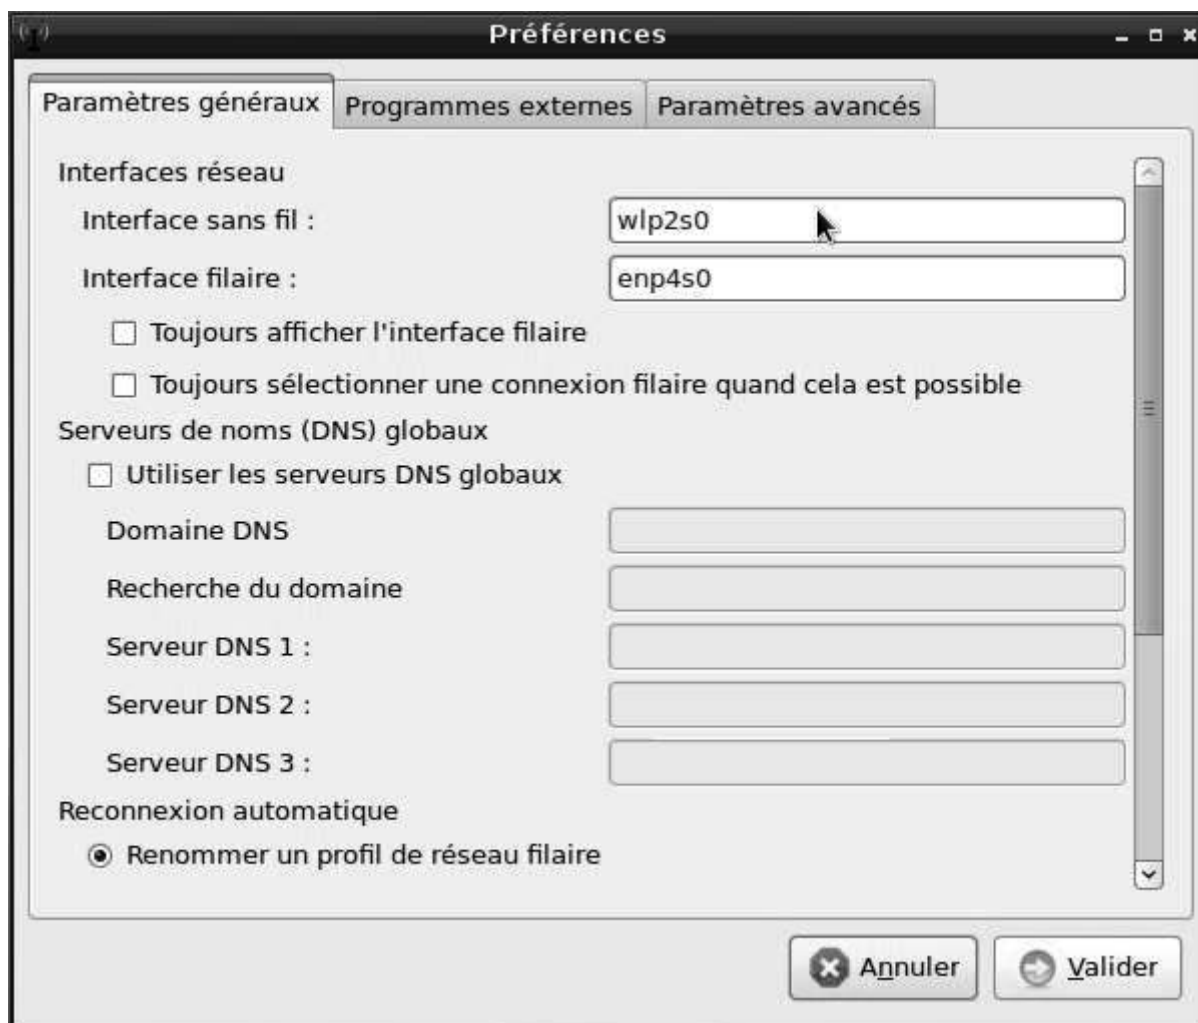 Préférences
Paramètres généraux Programmes externes Paramètres avancés
Interfaces réseau
Interface sans fil : wlp2s0
Interface filaire : enp4s0
Toujours afficher l'interface filaire
Toujours sélectionner une connexion filaire quand cela est possible
Serveurs de noms (DNS) globaux
Utiliser les serveurs DNS globaux
Domaine DNS
Recherche du domaine
Serveur DNS 1 :
Serveur DNS 2 :
Serveur DNS 3 :
Reconnexion automatique
Renommer un profil de réseau filaire
Annuler Valider